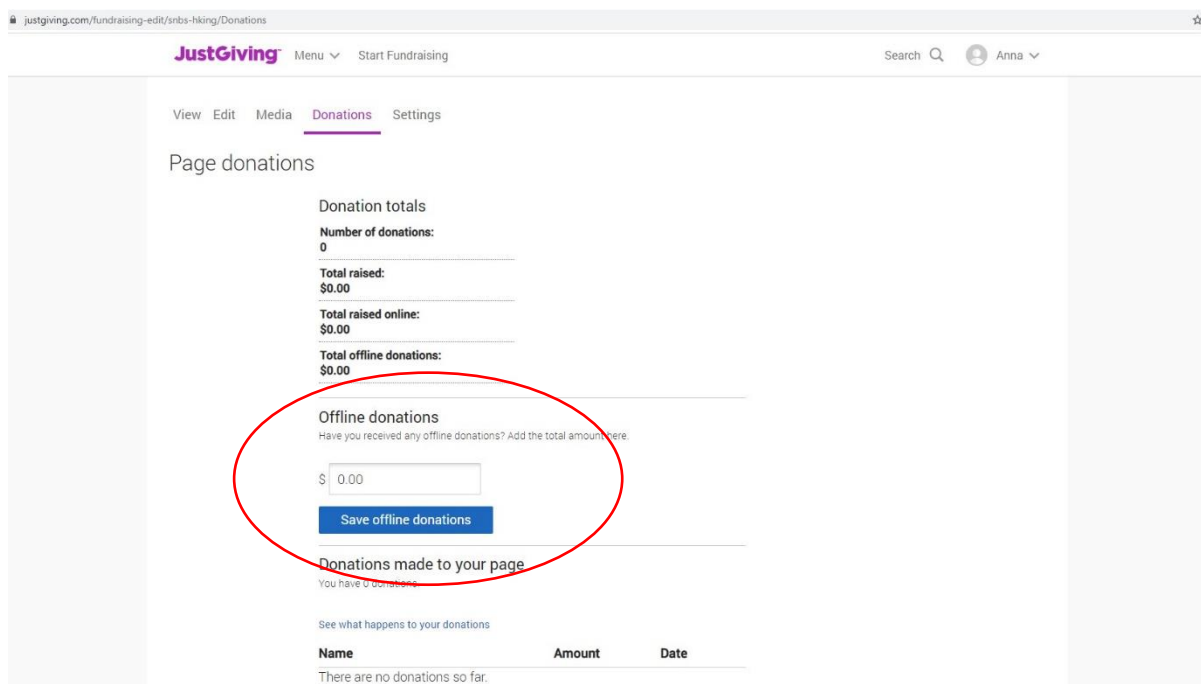 justgiving.com/fundraising-edit/snbs-hking/Donations
JustGiving Menu Start Fundraising Search Anna
View Edit Media Donations Settings
Page donations
Donation totals
Number of donations:
0
Total raised:
$0.00
Total raised online:
$0.00
Total offline donations:
$0.00
Offline donations
Have you received any offline donations? Add the total amount here.
$ 0.00
Save offline donations
Donations made to your page
You have 0 donations
See what happens to your donations
Name Amount Date
There are no donations so far.